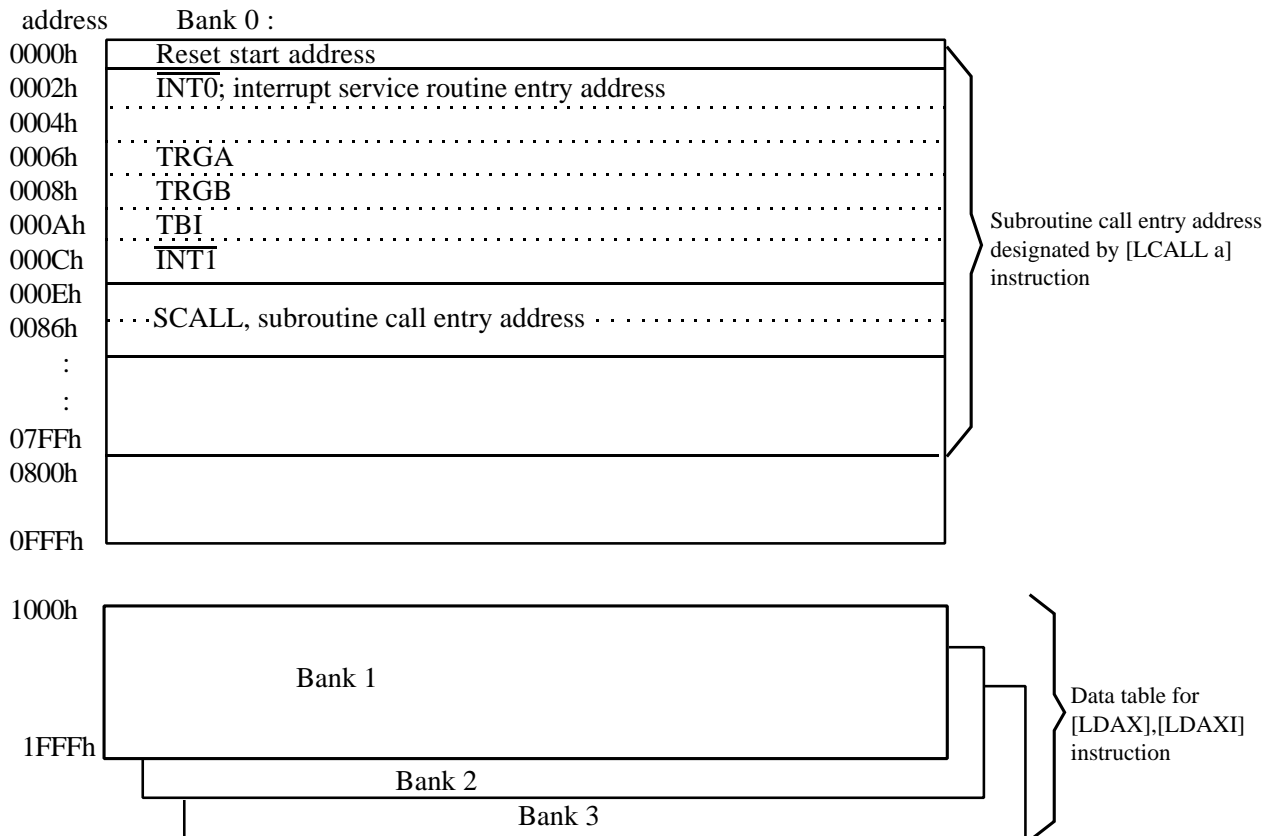 address Bank 0 :
0000h Reset start address
0002h INT0; interrupt service routine entry address
0004h
0006h TRGA
0008h TRGB
000Ah TBI
000Ch INT1
000Eh
0086h SCALL, subroutine call entry address
:
:
07FFh
0800h
0FFFh
Subroutine call entry address
designated by [LCALL a]
instruction
1000h
Bank 1
1FFFh
Bank 2
Bank 3
Data table for
[LDAX],[LDAXI]
instruction